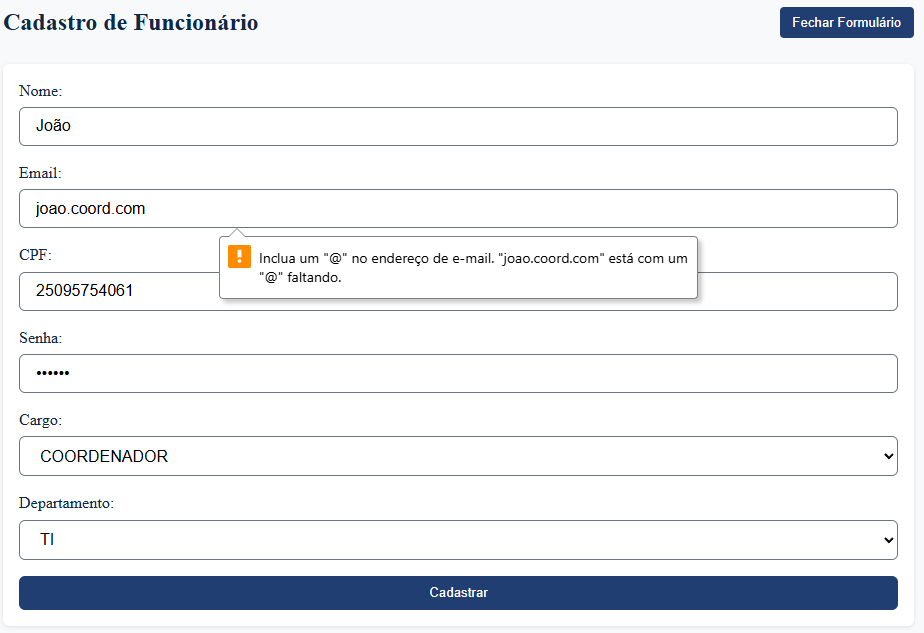 Cadastro de Funcionário
Fechar Formulário
Nome:
João
Email:
joao.coord.com
Inclua um "@" no endereço de e-mail. "joao.coord.com" está com um
"@" faltando.
CPF:
25095754061
Senha:
••••••
Cargo:
COORDENADOR
Departamento:
TI
Cadastrar